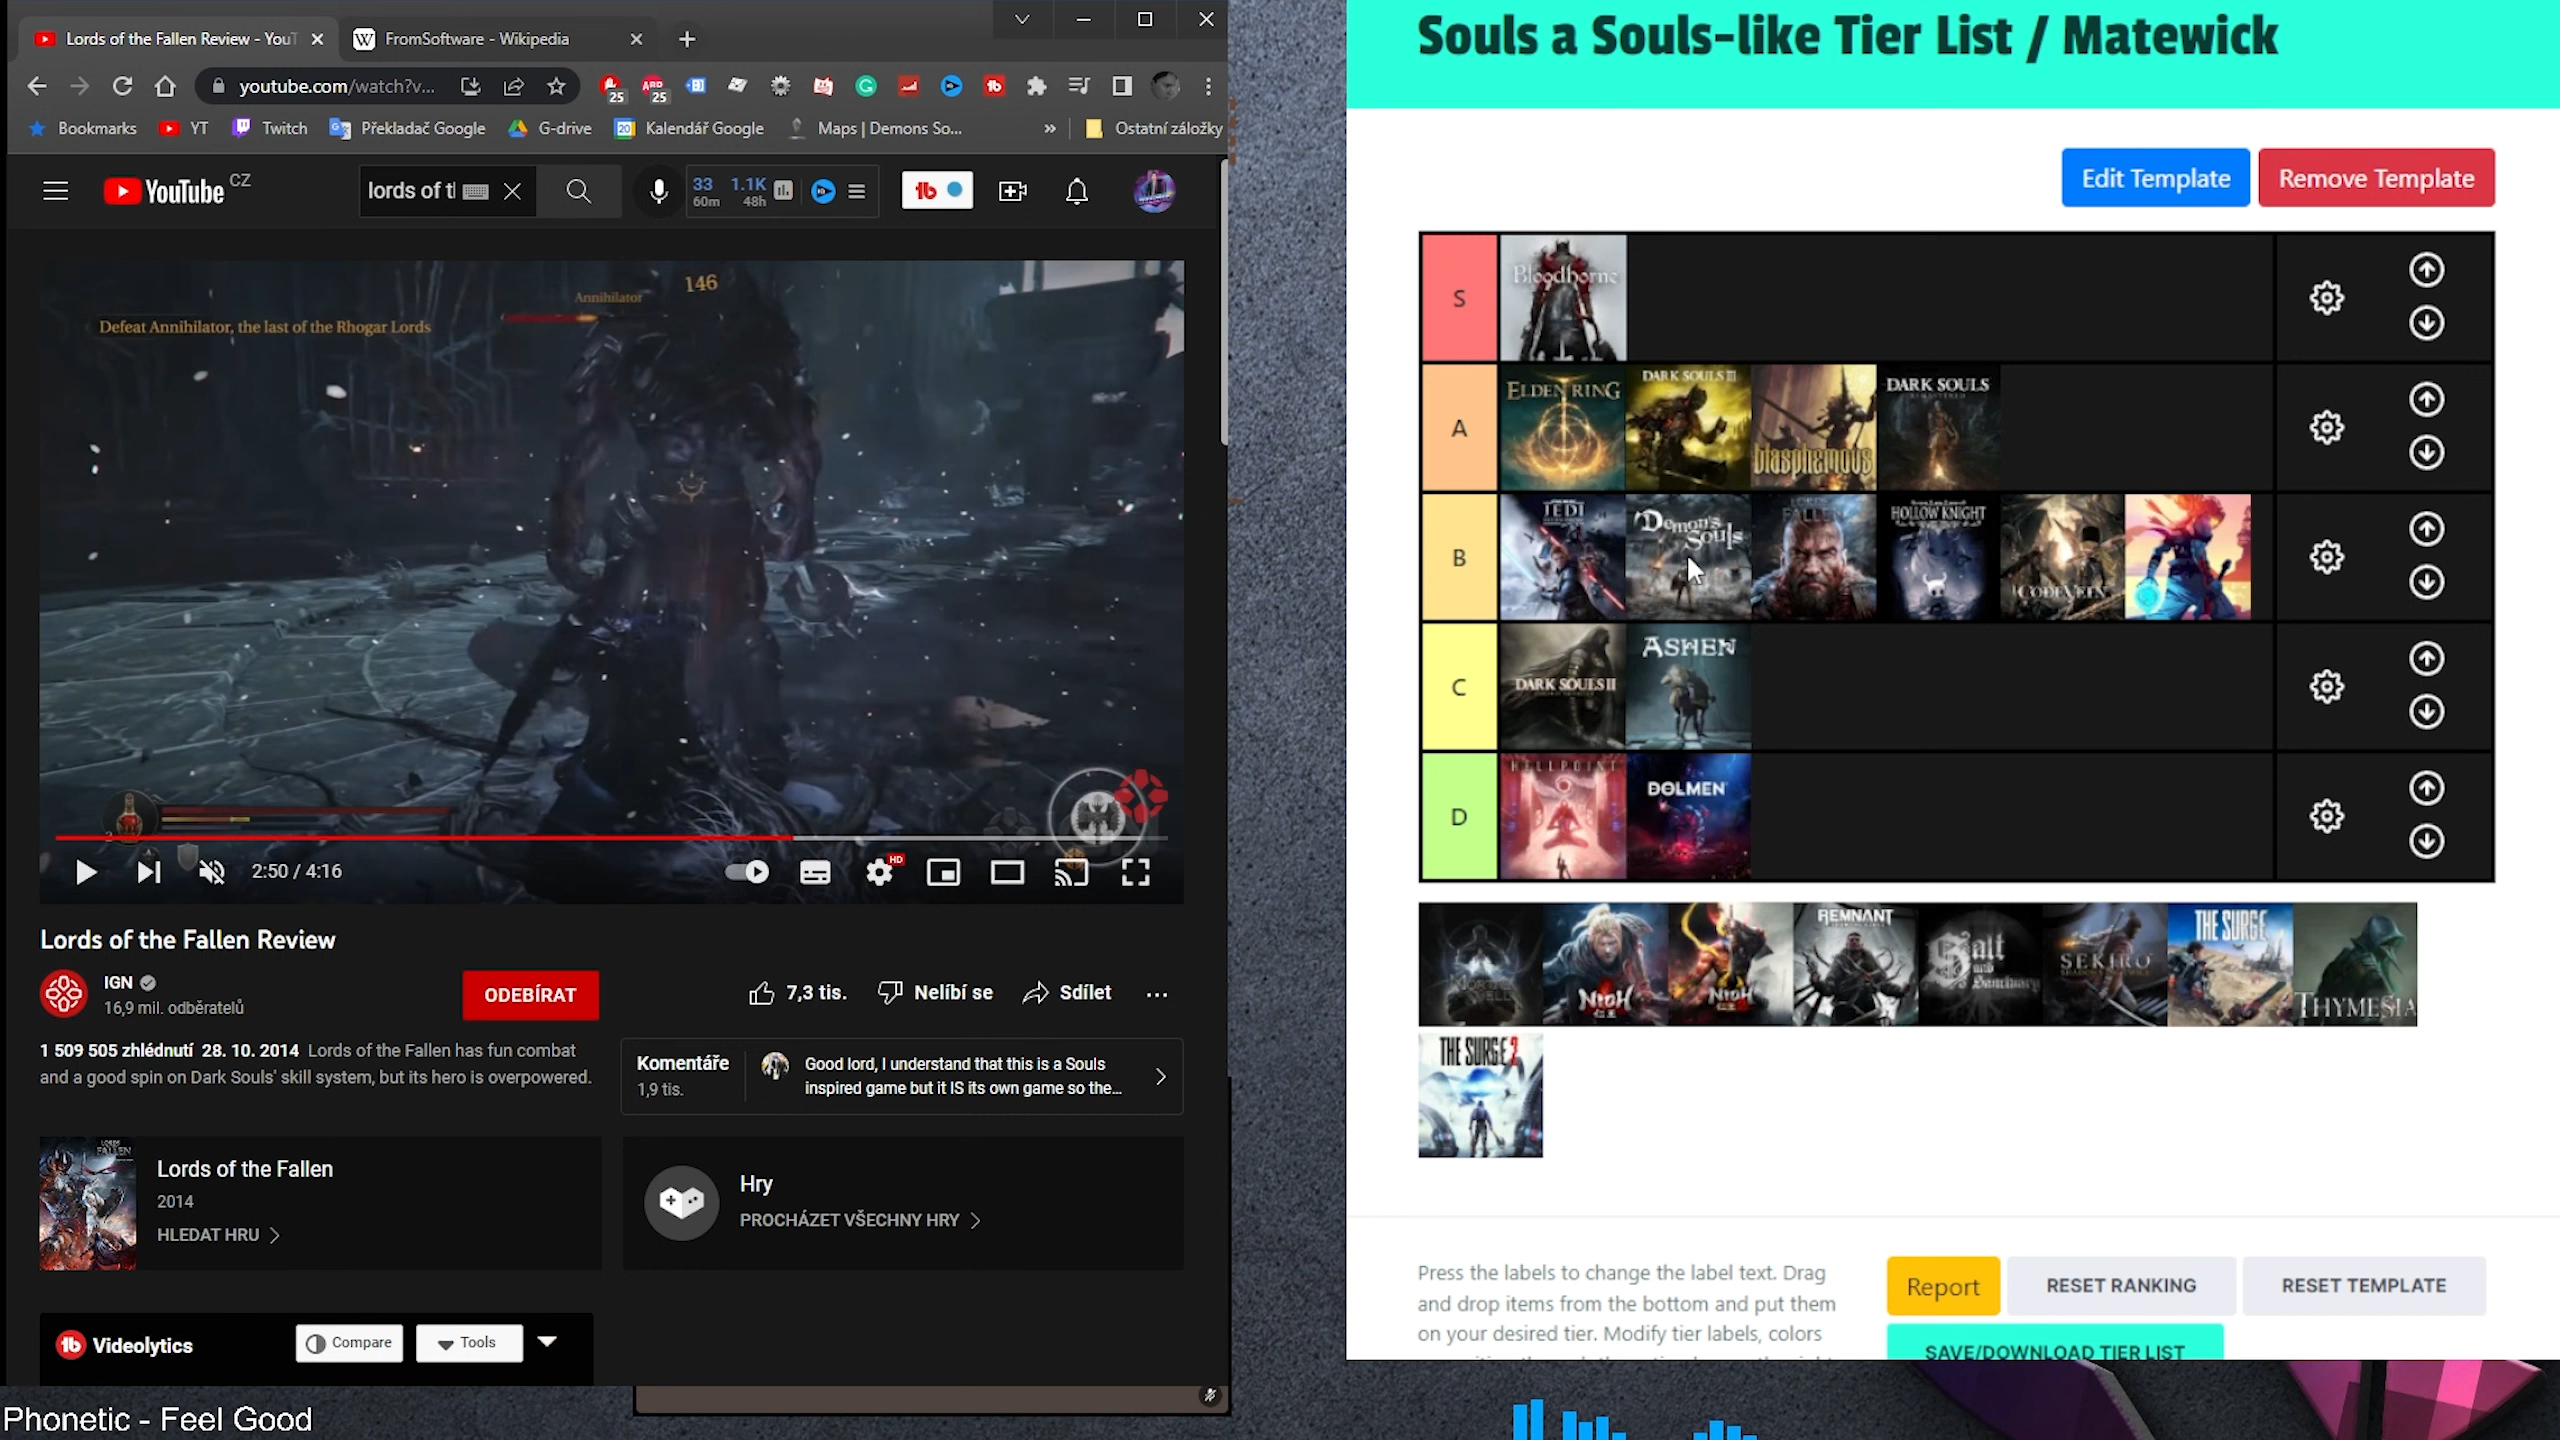 Lords of the Fallen Review - YouT
FromSoftware - Wikipedia
youtube.com/watch?v...
25
ABD
25
Bookmarks
YT
Twitch
Překladač Google
G-drive
20
Kalendář Google
Maps | Demons So...
»
Ostatní záložky
YouTube CZ
lords of tl
33
60m
1.1K
48h
Defeat Annihilator, the last of the Rhogar Lords
Annihilator
146
2:50 / 4:16
HD
Lords of the Fallen Review
IGN
16,9 mil. odběratelů
ODEBÍRAT
7,3 tis.
Nelíbí se
Sdílet
1 509 505 zhlédnutí 28. 10. 2014 Lords of the Fallen has fun combat
and a good spin on Dark Souls' skill system, but its hero is overpowered.
Komentáře
1,9 tis.
Good lord, I understand that this is a Souls
inspired game but it IS its own game so the...
Lords of the Fallen
2014
HLEDAT HRU
Hry
PROCHÁZET VŠECHNY HRY
Videolytics
Compare
Tools
Phonetic - Feel Good
Souls a Souls-like Tier List / Matewick
Edit Template
Remove Template
S
Bloodborne
A
ELDEN RING
DARK SOULS III
blasphemous
DARK SOULS
REMASTERED
B
JEDI
Demon's
Souls
FALLEN
HOLLOW KNIGHT
CODE VEIN
C
DARK SOULS II
ASHEN
D
HELLPOINT
DOLMEN
MORTAL
SHELL
NIOH
NIOH
REMNANT
Salt
and
Sanctuary
SEKIRO
THE SURGE
THYMESIA
THE SURGE 2
Press the labels to change the label text. Drag
and drop items from the bottom and put them
on your desired tier. Modify tier labels, colors
Report
RESET RANKING
RESET TEMPLATE
SAVE/DOWNLOAD TIER LIST